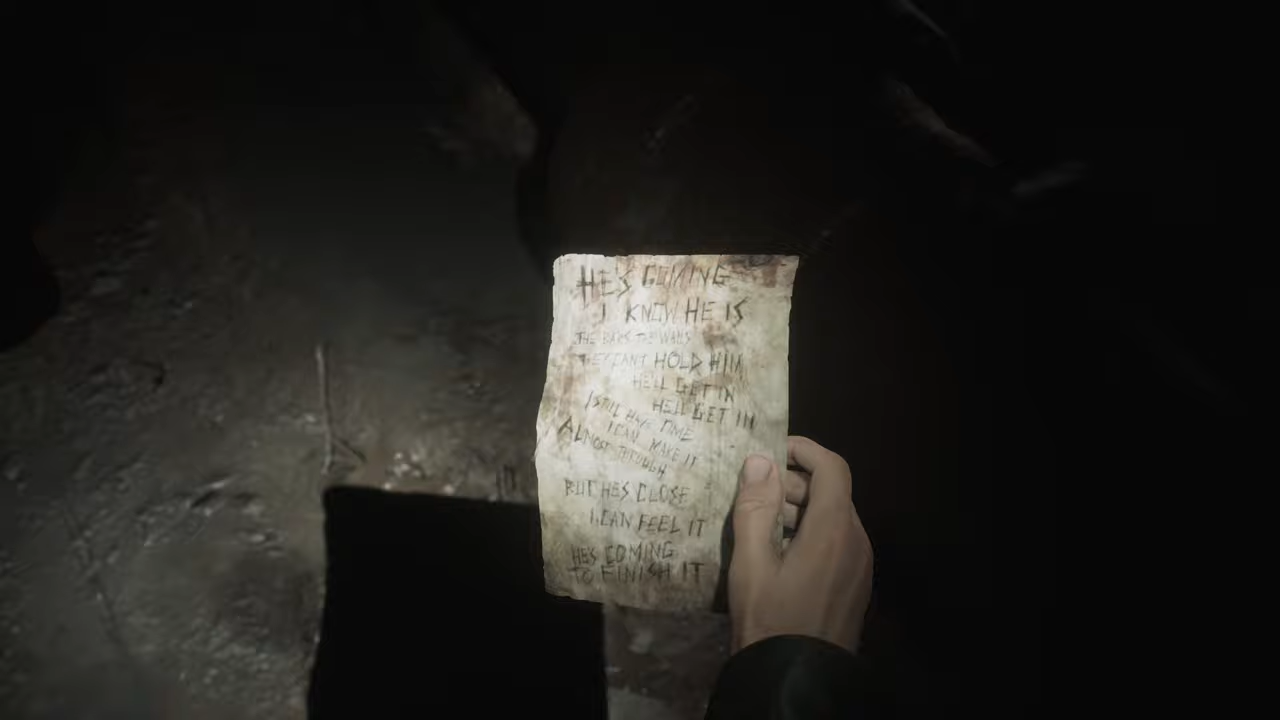 HE'S COMING
I KNOW HE IS
THE BARS THE WALLS
THEY CAN'T HOLD HIM
HE'LL GET IN
HE'LL GET IN
I STILL HAVE TIME
I CAN MAKE IT
ALMOST THROUGH
BUT HES CLOSE
I CAN FEEL IT
HE'S COMING
TO FINISH IT